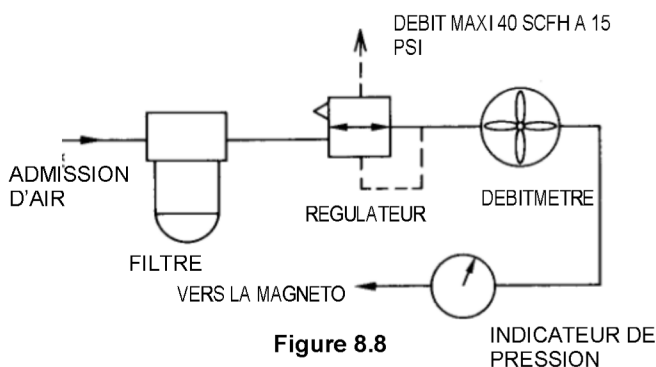 DEBIT MAXI 40 SCFH A 15
PSI
ADMISSION
D'AIR
REGULATEUR
DEBITMETRE
FILTRE
VERS LA MAGNETO
Figure 8.8
INDICATEUR DE
PRESSION